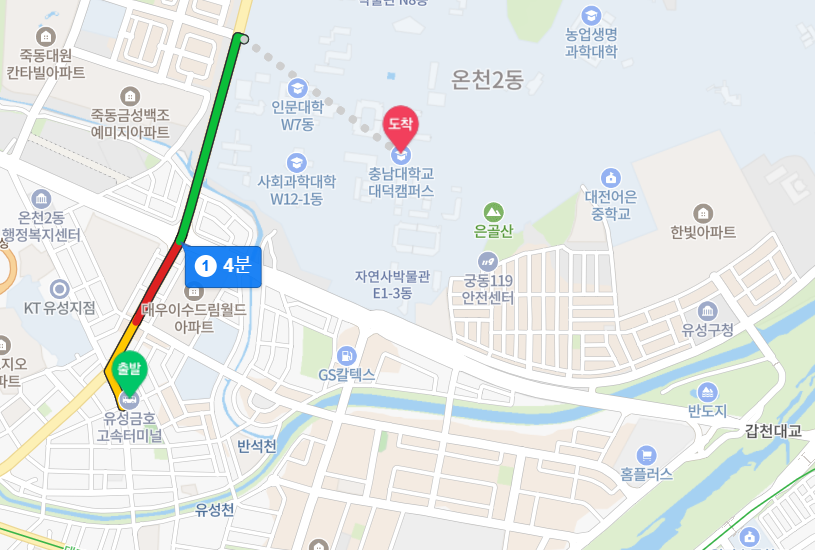 박물관 N8동
농업생명
과학대학
죽동대원
칸타빌아파트
온천2동
죽동금성백조
예미지아파트
인문대학
W7동
도착
사회과학대학
W12-1동
충남대학교
대덕캠퍼스
대전어은
중학교
온천2동
행정복지센터
은골산
한빛아파트
1 4분
자연사박물관
E1-3동
궁동119
안전센터
KT 유성지점
대우이수드림월드
아파트
유성구청
출발
GS칼텍스
유성금호
고속터미널
반도지
갑천대교
반석천
홈플러스
유성천